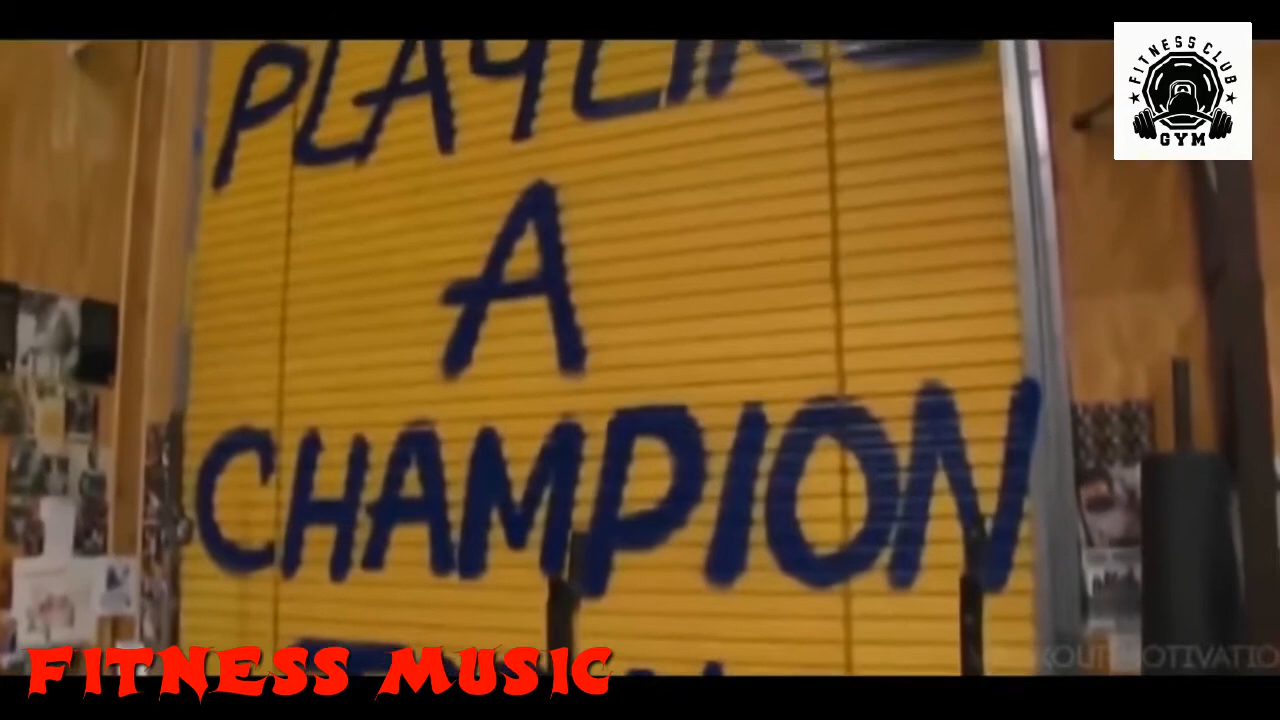 PLAY LIKE
A
CHAMPION
FITNESS CLUB
GYM
FITNESS MUSIC